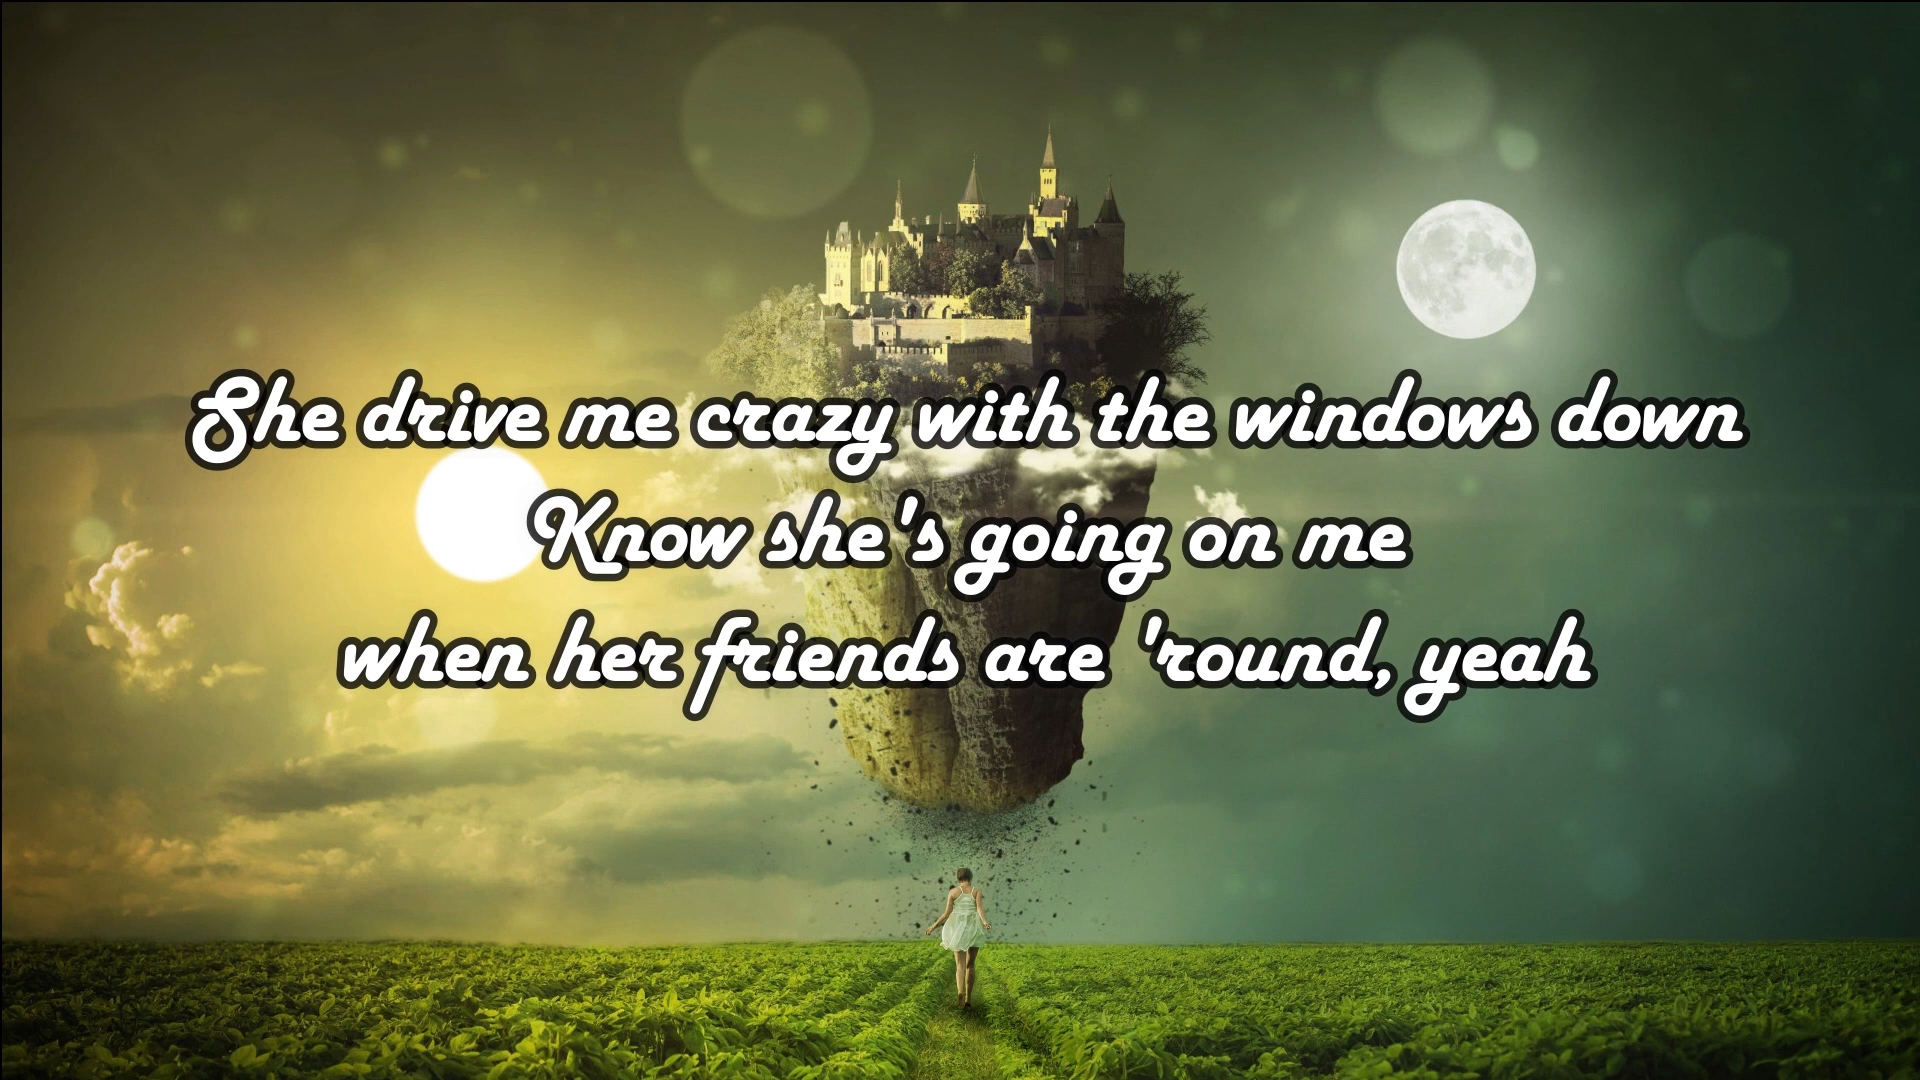 She drive me crazy with the windows down
Know she's going on me
when her friends are 'round, yeah